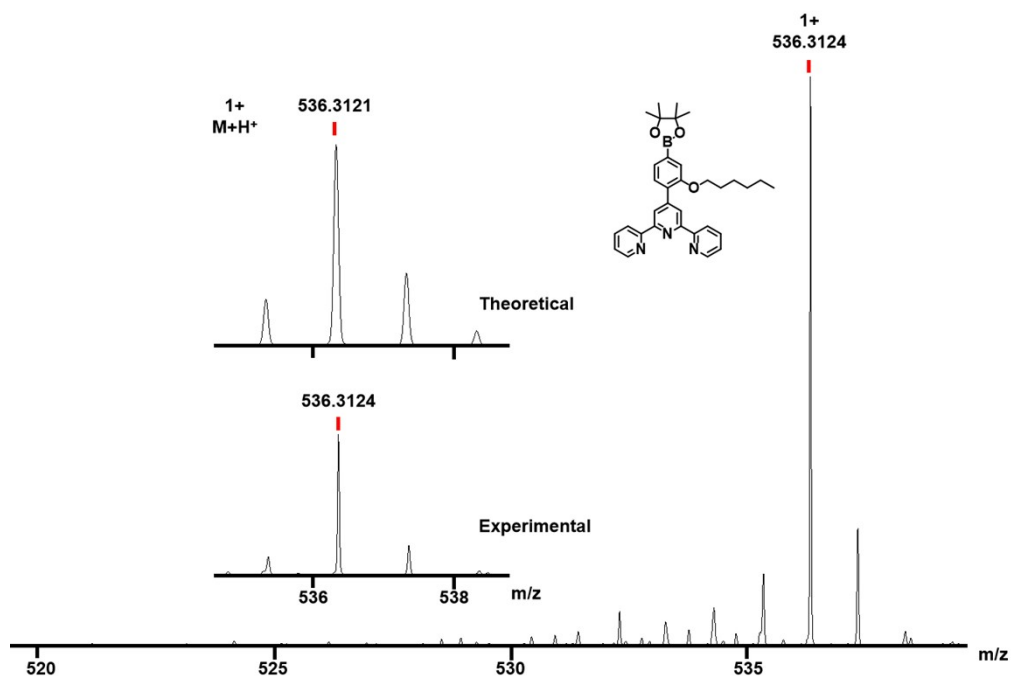 1+
536.3124
1+
M+H⁺
536.3121
O
O
B
O
N
N
N
Theoretical
536.3124
Experimental
536
538
m/z
520
525
530
535
m/z